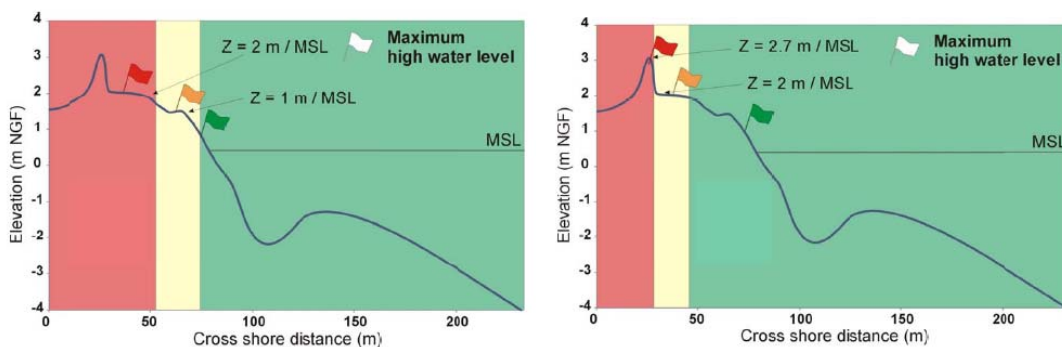 4
3
2
1
0
-1
-2
-3
-4
Elevation (m NGF)
Z = 2 m / MSL
Z = 1 m / MSL
Maximum
high water level
MSL
0
50
100
150
200
Cross shore distance (m)
4
3
2
1
0
-1
-2
-3
-4
Elevation (m NGF)
Z = 2.7 m / MSL
Z = 2 m / MSL
Maximum
high water level
MSL
0
50
100
150
200
Cross shore distance (m)